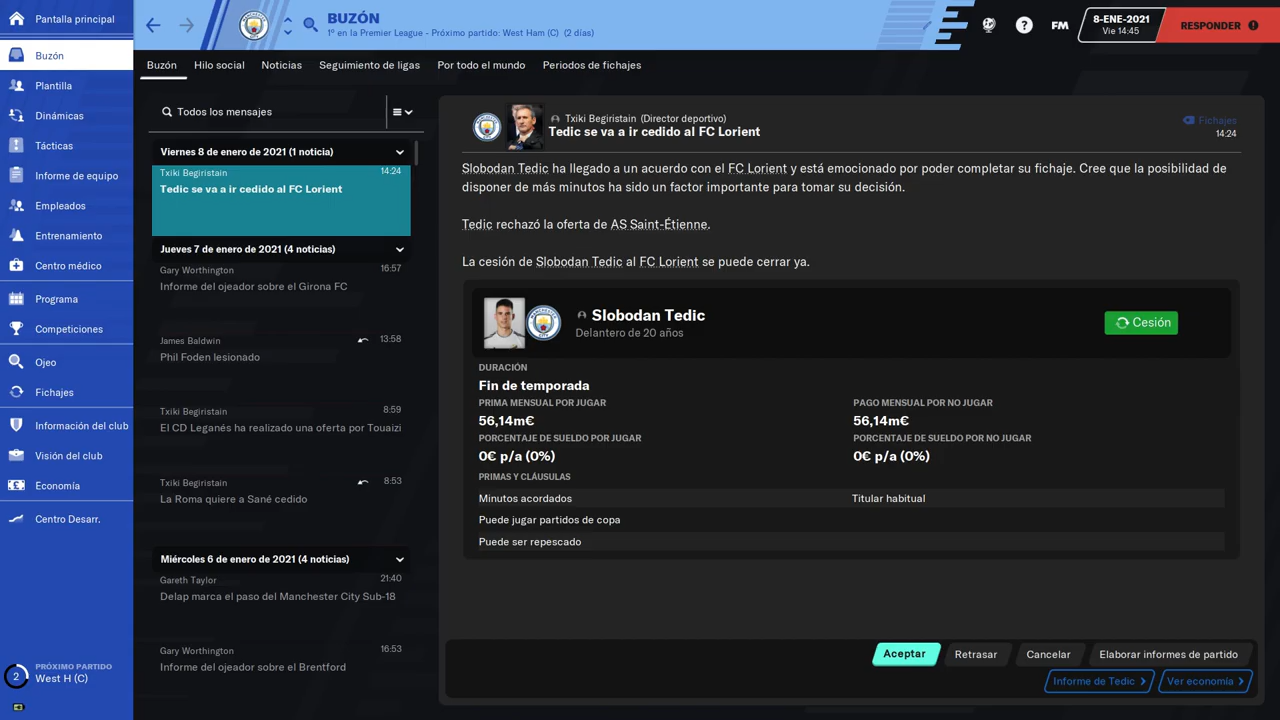 Pantalla principal
Buzón
Plantilla
Dinámicas
Tácticas
Informe de equipo
Empleados
Entrenamiento
Centro médico
Programa
Competiciones
Ojeo
Fichajes
Información del club
Visión del club
Economía
Centro Desarr.
2
PRÓXIMO PARTIDO
West H (C)
BUZÓN
1º en la Premier League - Próximo partido: West Ham (C) (2 días)
?
FM
8-ENE-2021
Vie 14:45
RESPONDER
Buzón Hilo social Noticias Seguimiento de ligas Por todo el mundo Periodos de fichajes
Todos los mensajes
Viernes 8 de enero de 2021 (1 noticia)
Txiki Begiristain 14:24
Tedic se va a ir cedido al FC Lorient
Jueves 7 de enero de 2021 (4 noticias)
Gary Worthington 16:57
Informe del ojeador sobre el Girona FC
James Baldwin 13:58
Phil Foden lesionado
Txiki Begiristain 8:59
El CD Leganés ha realizado una oferta por Touaizi
Txiki Begiristain 8:53
La Roma quiere a Sané cedido
Miércoles 6 de enero de 2021 (4 noticias)
Gareth Taylor 21:40
Delap marca el paso del Manchester City Sub-18
Gary Worthington 16:53
Informe del ojeador sobre el Brentford
Txiki Begiristain (Director deportivo)
Tedic se va a ir cedido al FC Lorient
Fichajes
14:24
Slobodan Tedic ha llegado a un acuerdo con el FC Lorient y está emocionado por poder completar su fichaje. Cree que la posibilidad de
disponer de más minutos ha sido un factor importante para tomar su decisión.
Tedic rechazó la oferta de AS Saint-Étienne.
La cesión de Slobodan Tedic al FC Lorient se puede cerrar ya.
Slobodan Tedic
Delantero de 20 años
Cesión
DURACIÓN
Fin de temporada
PRIMA MENSUAL POR JUGAR PAGO MENSUAL POR NO JUGAR
56,14m€ 56,14m€
PORCENTAJE DE SUELDO POR JUGAR PORCENTAJE DE SUELDO POR NO JUGAR
0€ p/a (0%) 0€ p/a (0%)
PRIMAS Y CLÁUSULAS
Minutos acordados Titular habitual
Puede jugar partidos de copa
Puede ser repescado
Aceptar Retrasar Cancelar Elaborar informes de partido
Informe de Tedic Ver economía